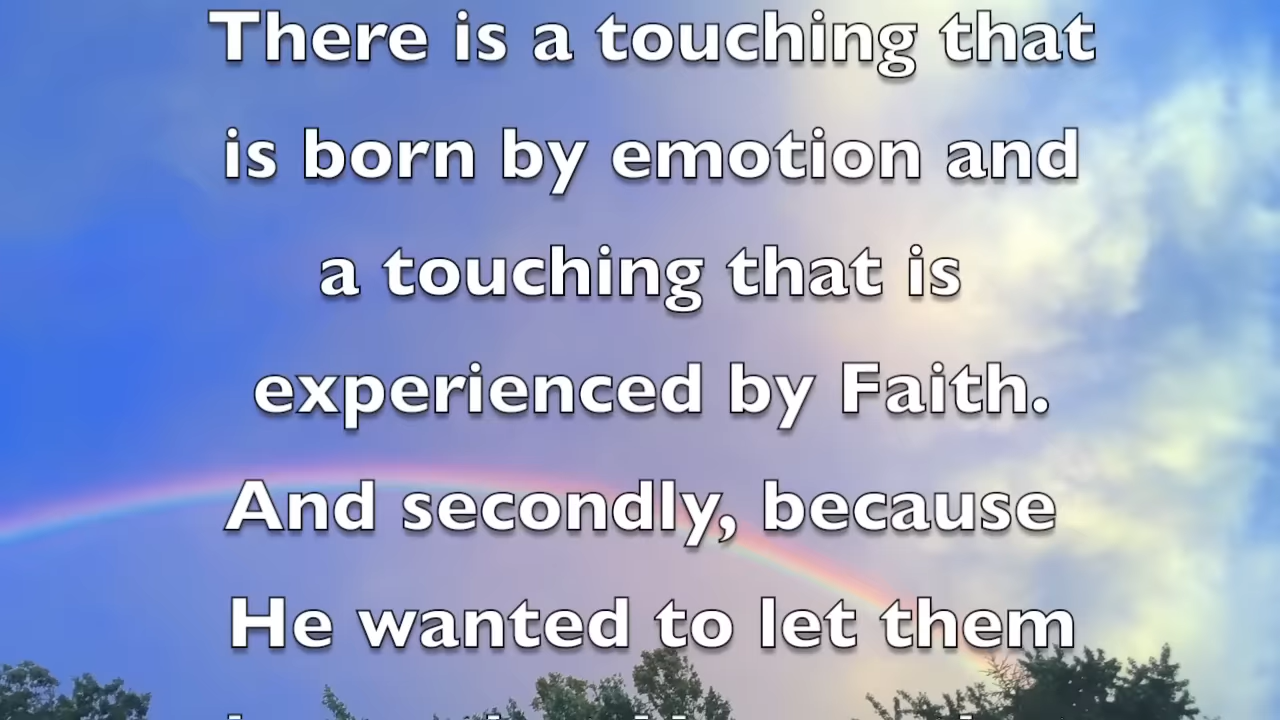 There is a touching that
is born by emotion and
a touching that is
experienced by Faith.
And secondly, because
He wanted to let them